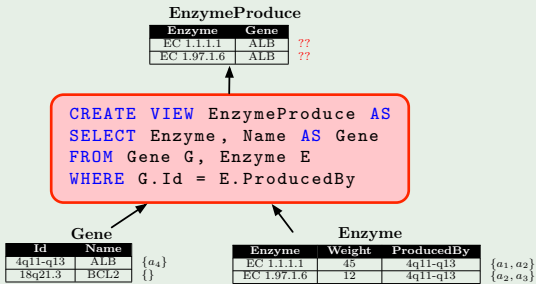 EnzymeProduce
Enzyme Gene
EC 1.1.1.1 ALB ??
EC 1.97.1.6 ALB ??
CREATE VIEW EnzymeProduce AS
SELECT Enzyme, Name AS Gene
FROM Gene G, Enzyme E
WHERE G.Id = E.ProducedBy
Gene
Id Name
4q11-q13 ALB {a4}
18q21.3 BCL2 {}
Enzyme
Enzyme Weight ProducedBy
EC 1.1.1.1 45 4q11-q13 {a1, a2}
EC 1.97.1.6 12 4q11-q13 {a2, a3}